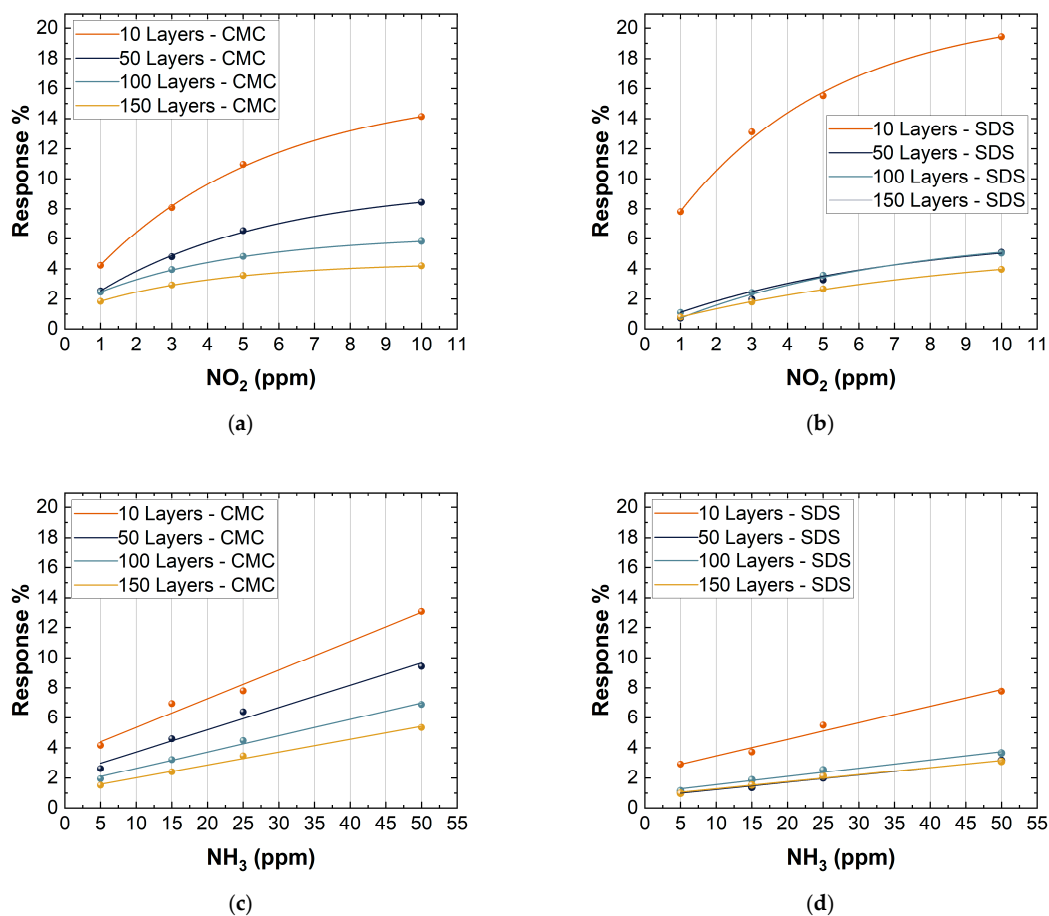 20
18
16
14
12
10
8
6
4
2
0
Response %
10 Layers - CMC
50 Layers - CMC
100 Layers - CMC
150 Layers - CMC
0 1 2 3 4 5 6 7 8 9 10 11
NO2 (ppm)
(a)
20
18
16
14
12
10
8
6
4
2
0
Response %
10 Layers - SDS
50 Layers - SDS
100 Layers - SDS
150 Layers - SDS
0 1 2 3 4 5 6 7 8 9 10 11
NO2 (ppm)
(b)
20
18
16
14
12
10
8
6
4
2
0
Response %
10 Layers - CMC
50 Layers - CMC
100 Layers - CMC
150 Layers - CMC
0 5 10 15 20 25 30 35 40 45 50 55
NH3 (ppm)
(c)
20
18
16
14
12
10
8
6
4
2
0
Response %
10 Layers - SDS
50 Layers - SDS
100 Layers - SDS
150 Layers - SDS
0 5 10 15 20 25 30 35 40 45 50 55
NH3 (ppm)
(d)